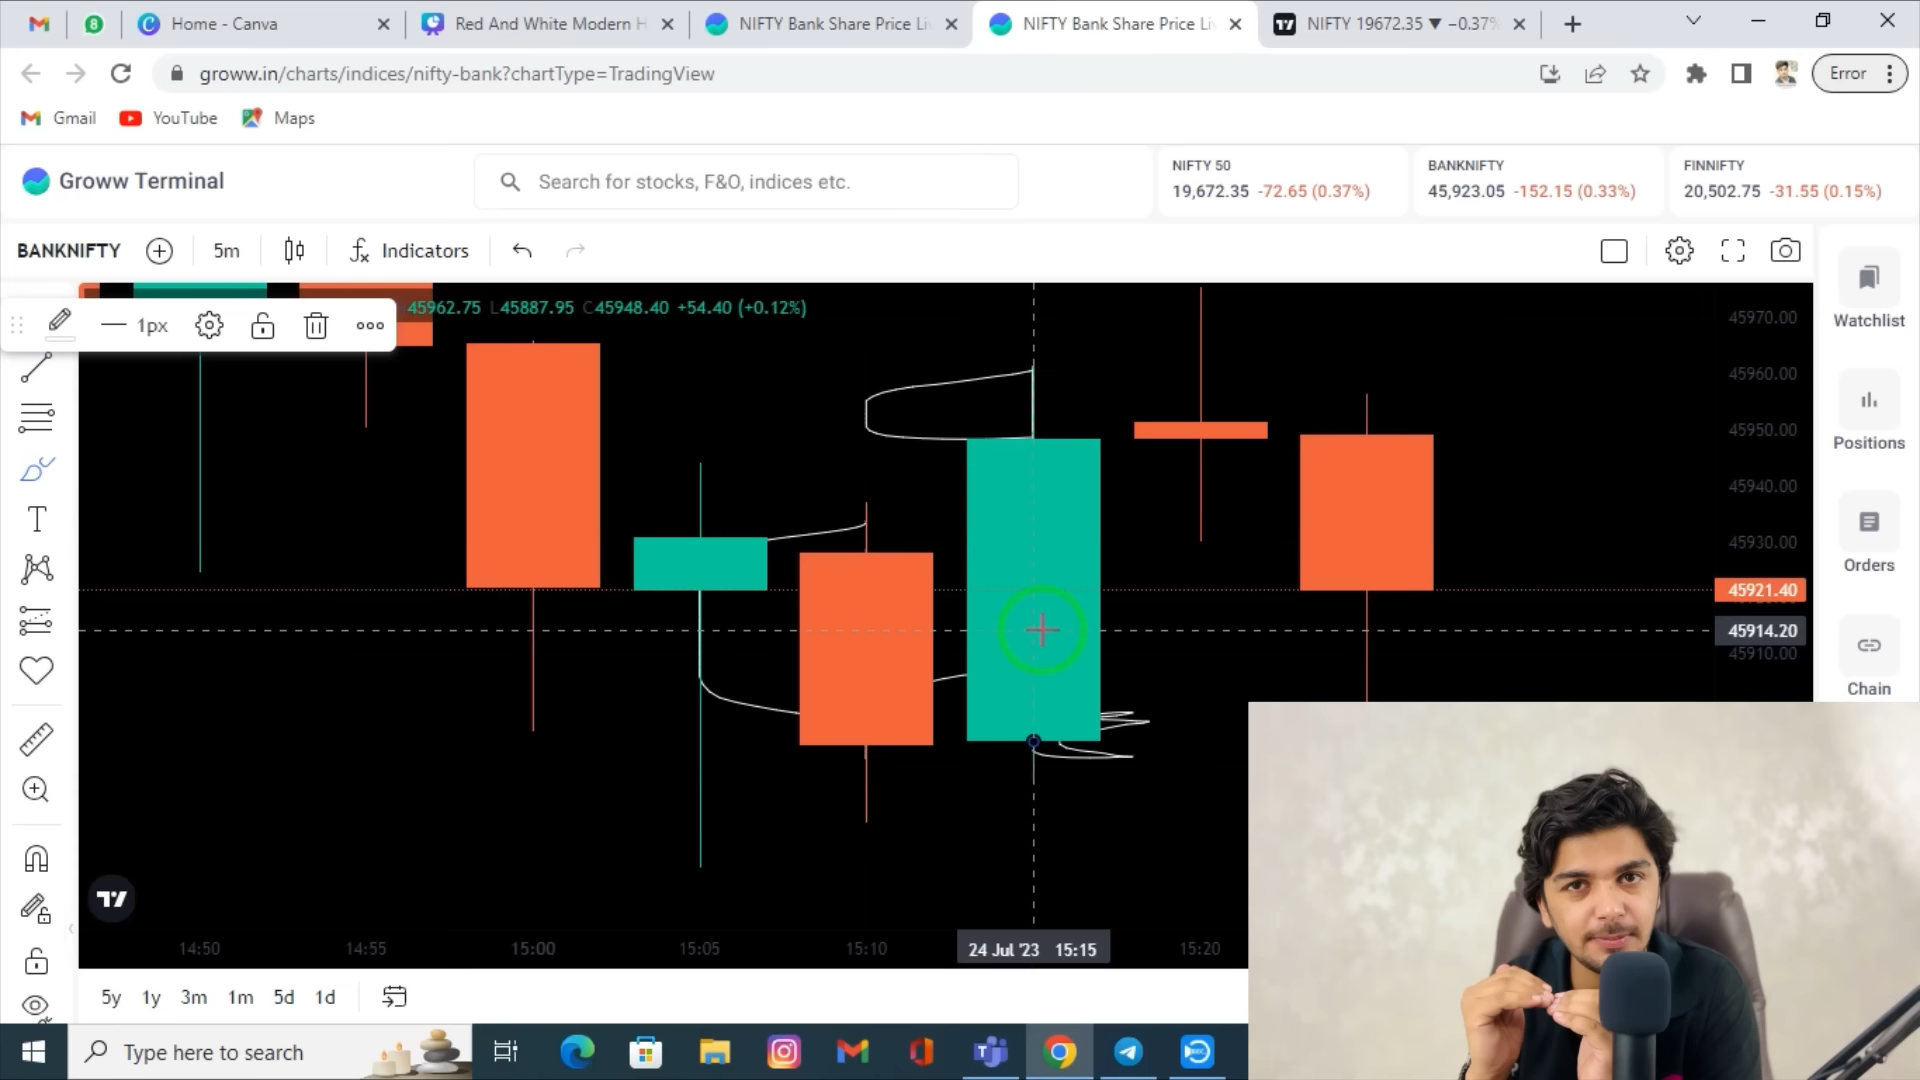 8
Home - Canva
Red And White Modern H
NIFTY Bank Share Price Li
NIFTY Bank Share Price Li
NIFTY 19672.35 ▼ −0.37%
groww.in/charts/indices/nifty-bank?chartType=TradingView
Error
Gmail
YouTube
Maps
Groww Terminal
Search for stocks, F&O, indices etc.
NIFTY 50
19,672.35 -72.65 (0.37%)
BANKNIFTY
45,923.05 -152.15 (0.33%)
FINNIFTY
20,502.75 -31.55 (0.15%)
BANKNIFTY
5m
Indicators
1px
45962.75 L45887.95 C45948.40 +54.40 (+0.12%)
45970.00
45960.00
45950.00
45940.00
45930.00
45921.40
45914.20
45910.00
Watchlist
Positions
Orders
Chain
T
14:50
14:55
15:00
15:05
15:10
24 Jul '23 15:15
15:20
5y
1y
3m
1m
5d
1d
Type here to search